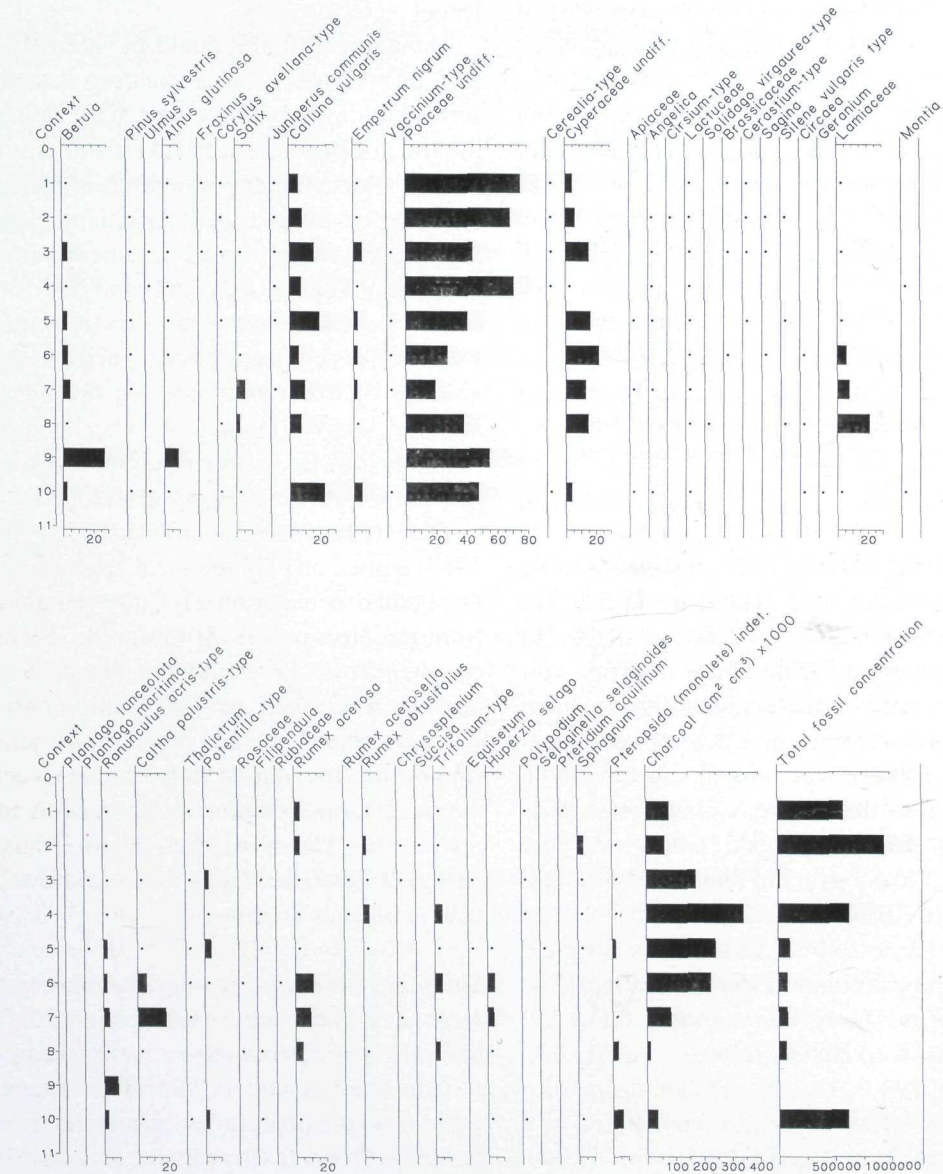 Context
Betula
Pinus sylvestris
Ulmus
Alnus glutinosa
Fraxinus
Corylus avellana-type
Salix
Juniperus communis
Calluna vulgaris
Empetrum nigrum
Vaccinium-type
Poaceae undiff.
Cerealia-type
Cyperaceae undiff.
Apiaceae
Angelica
Cirsium-type
Lactuceae
Solidago virgaurea-type
Brassicaceae
Cerastium-type
Sagina
Silene vulgaris type
Circaea
Geranium
Lamiaceae
Montia
0
1
2
3
4
5
6
7
8
9
10
11
20
20
20 40 60 80
20
20
Context
Plantago lanceolata
Plantago maritima
Ranunculus acris-type
Caltha palustris-type
Thalictrum
Potentilla-type
Rosaceae
Filipendula
Rubiaceae
Rumex acetosa
Rumex acetosella
Rumex obtusifolius
Chrysosplenium
Succisa
Trifolium-type
Equisetum
Huperzia selago
Polypodium
Selaginella selaginoides
Pteridium aquilinum
Sphagnum
Pteropsida (monolete) indet.
Charcoal (cm² cm³) x1000
Total fossil concentration
0
1
2
3
4
5
6
7
8
9
10
11
20
20
100 200 300 40